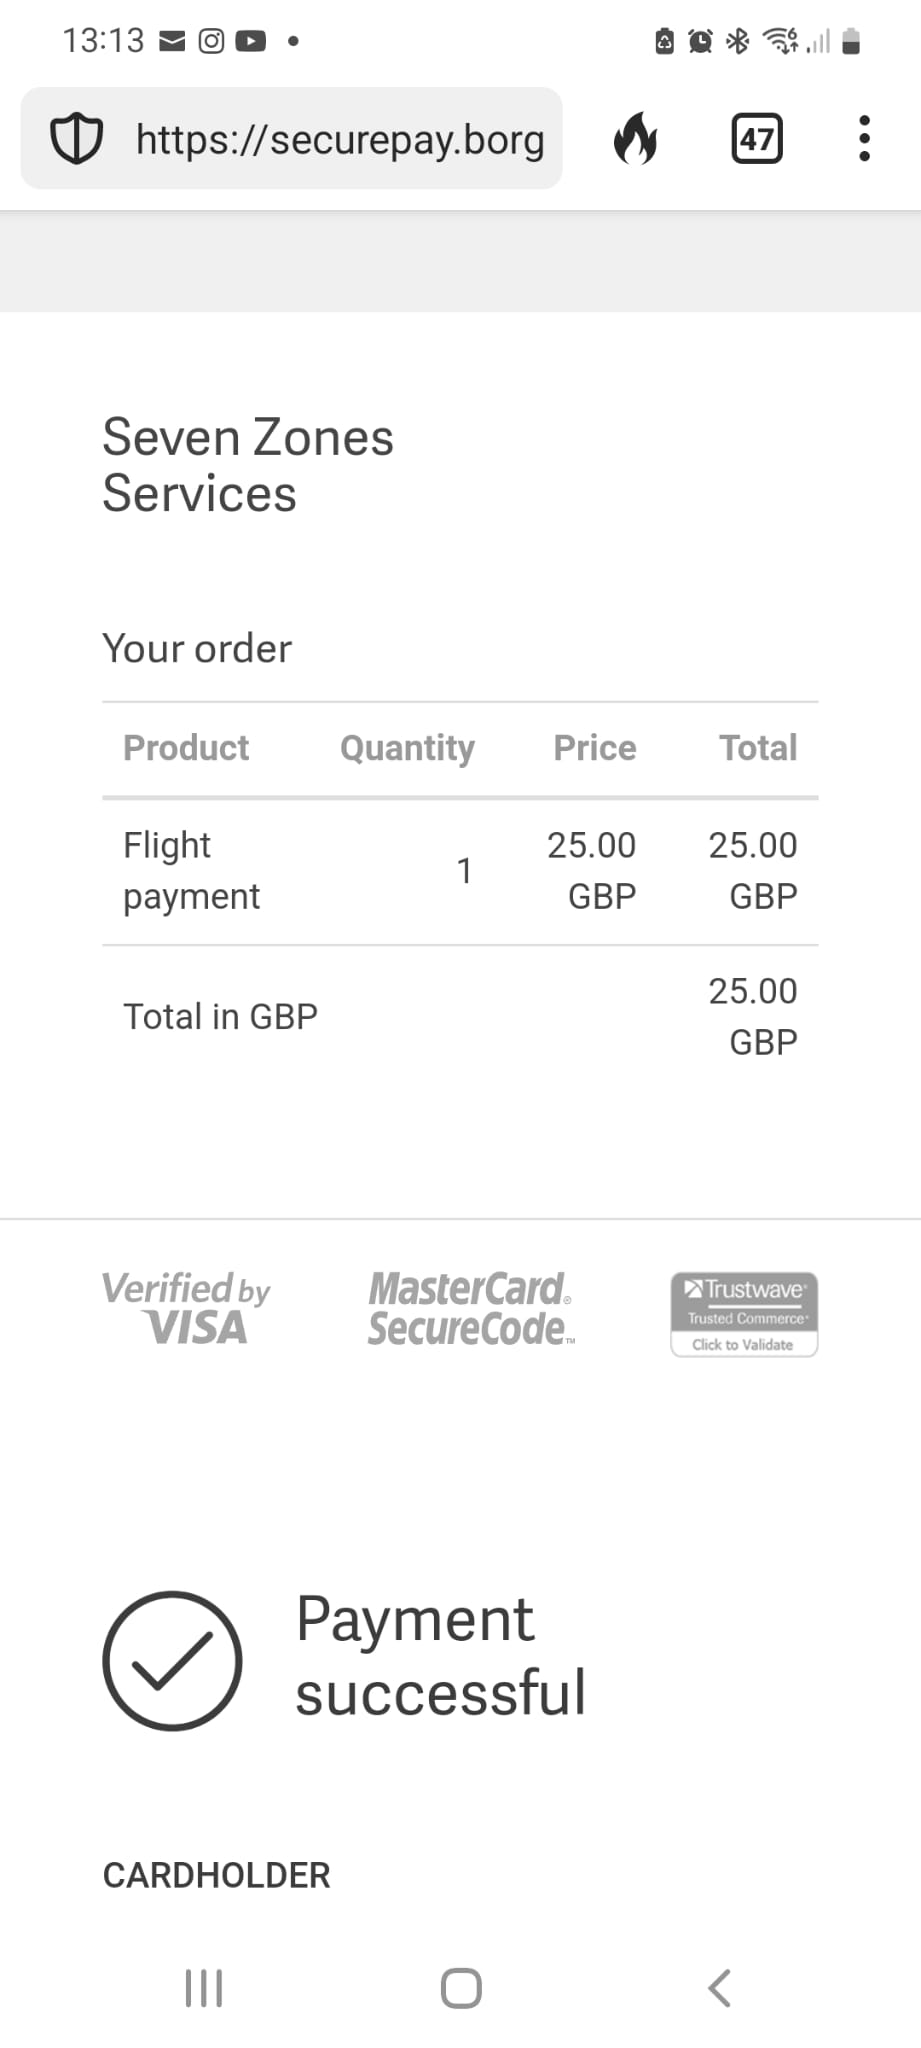 13:13
https://securepay.borg
47
Seven Zones
Services
Your order
Product Quantity Price Total
Flight payment 1 25.00 GBP 25.00 GBP
Total in GBP 25.00 GBP
Verified by VISA
MasterCard® SecureCode™
Trustwave®
Trusted Commerce®
Click to Validate
Payment
successful
CARDHOLDER